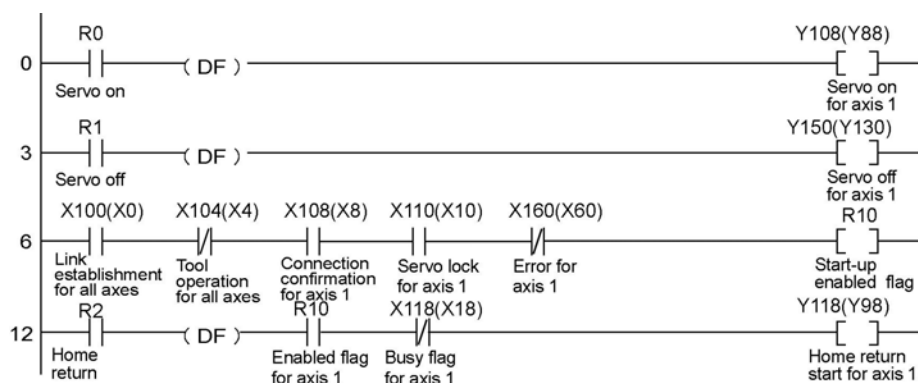 R0 Y108(Y88)
0 ( DF )
Servo on Servo on
for axis 1
R1 Y150(Y130)
3 ( DF )
Servo off Servo off
for axis 1
X100(X0) X104(X4) X108(X8) X110(X10) X160(X60) R10
6
Link establishment for all axes
Tool operation for all axes
Connection confirmation for axis 1
Servo lock for axis 1
Error for axis 1
Start-up enabled flag
R2 R10 X118(X18) Y118(Y98)
12 ( DF )
Home return
Enabled flag for axis 1
Busy flag for axis 1
Home return start for axis 1